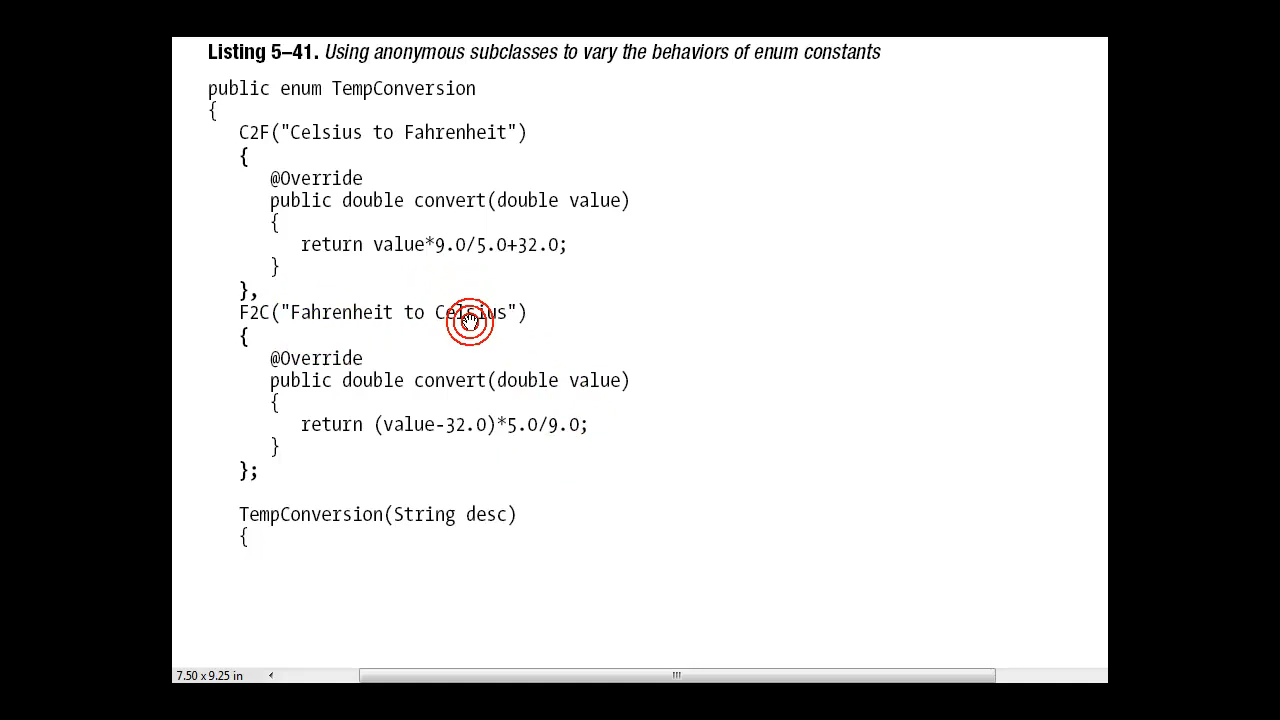 Listing 5–41. Using anonymous subclasses to vary the behaviors of enum constants
public enum TempConversion
{
C2F("Celsius to Fahrenheit")
{
@Override
public double convert(double value)
{
return value*9.0/5.0+32.0;
}
},
F2C("Fahrenheit to Celsius")
{
@Override
public double convert(double value)
{
return (value-32.0)*5.0/9.0;
}
};
TempConversion(String desc)
{
7.50 x 9.25 in